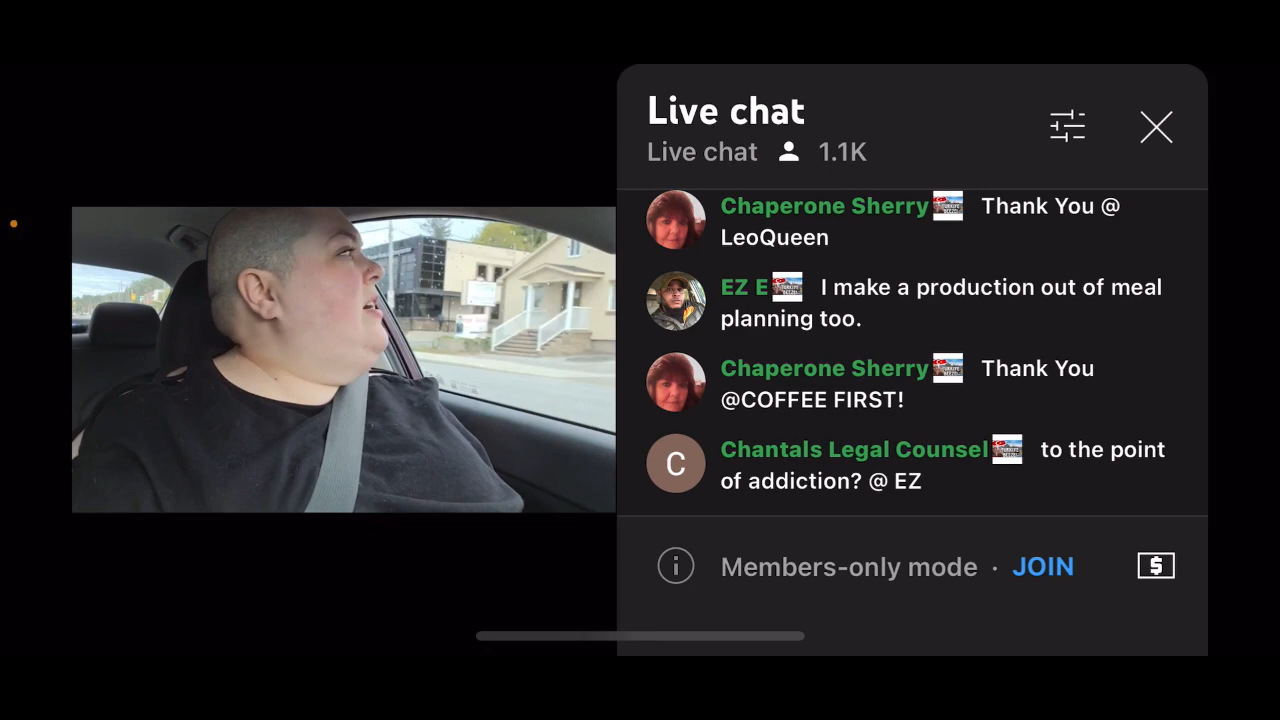 Live chat
Live chat 1.1K
Chaperone Sherry Thank You @
LeoQueen
EZ E I make a production out of meal
planning too.
Chaperone Sherry Thank You
@COFFEE FIRST!
C Chantals Legal Counsel to the point
of addiction? @ EZ
Members-only mode · JOIN